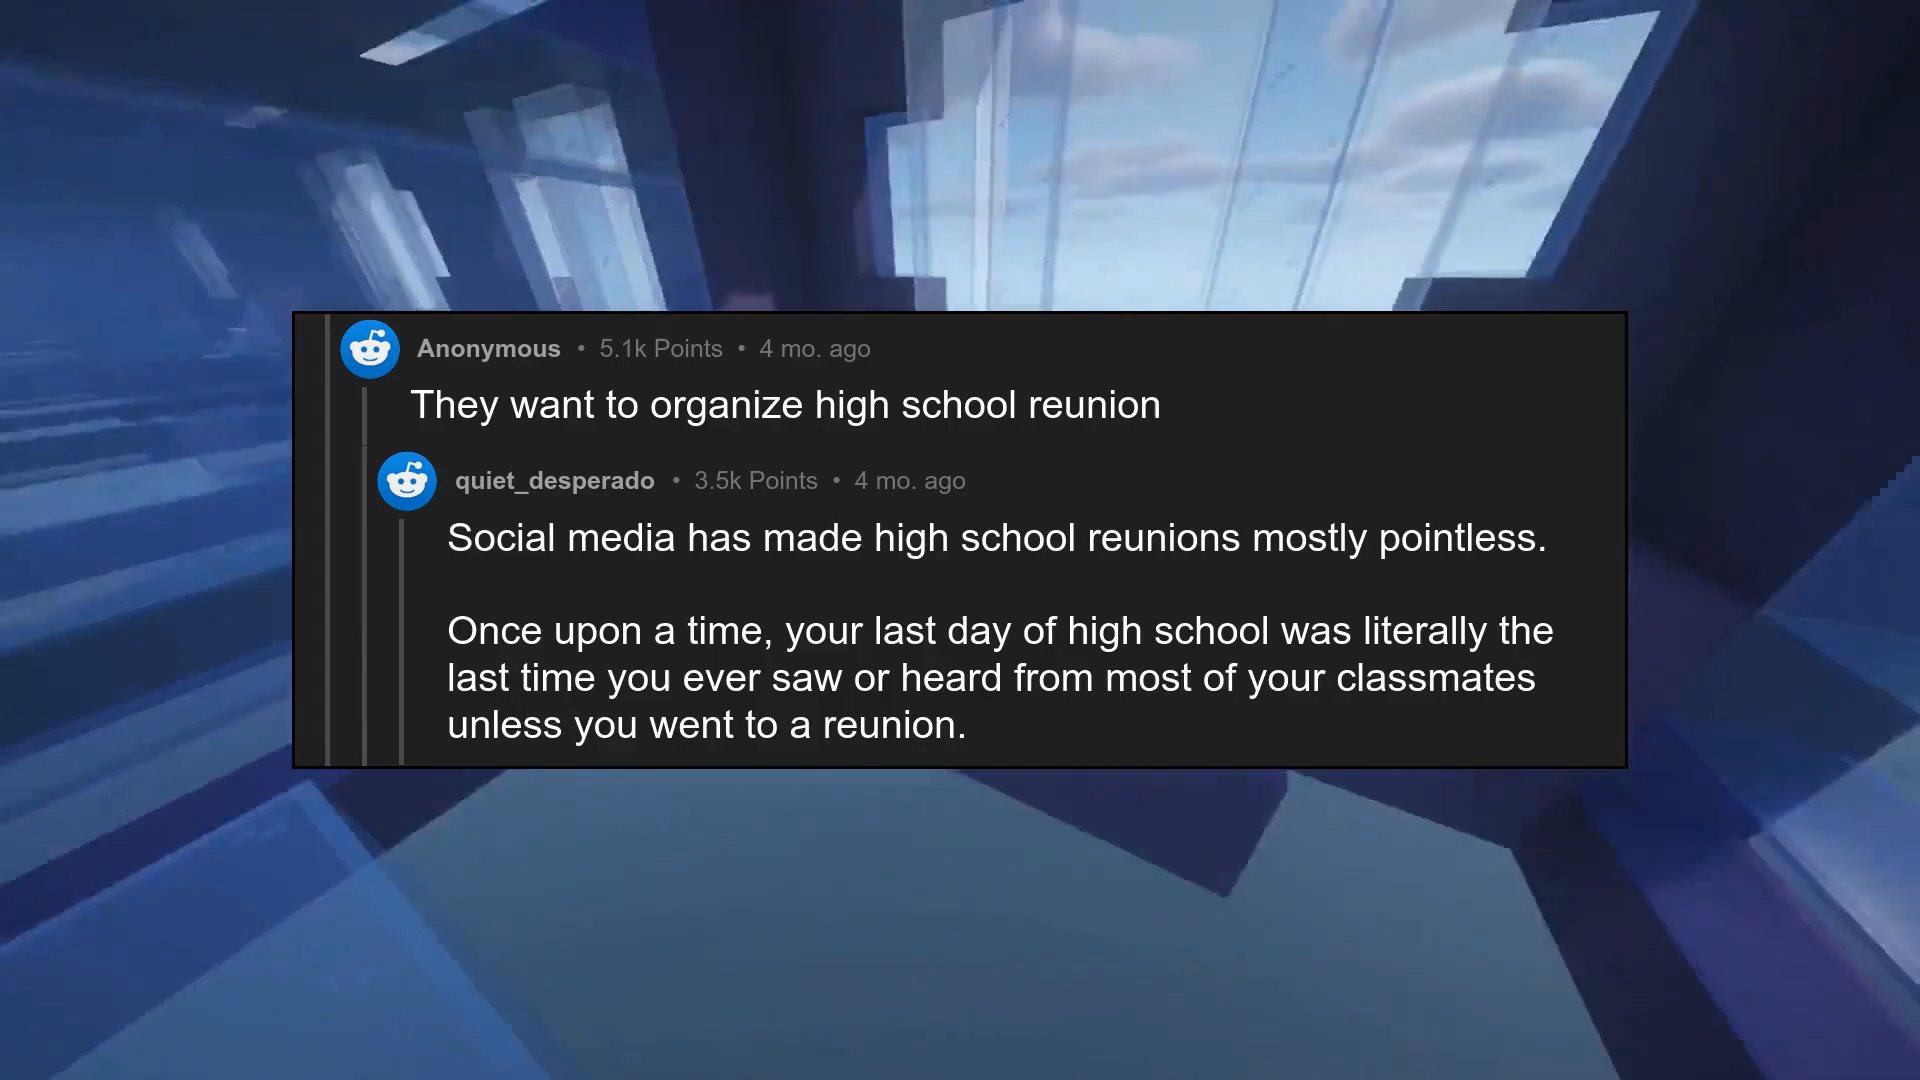 Anonymous • 5.1k Points • 4 mo. ago
They want to organize high school reunion
quiet_desperado • 3.5k Points • 4 mo. ago
Social media has made high school reunions mostly pointless.
Once upon a time, your last day of high school was literally the
last time you ever saw or heard from most of your classmates
unless you went to a reunion.